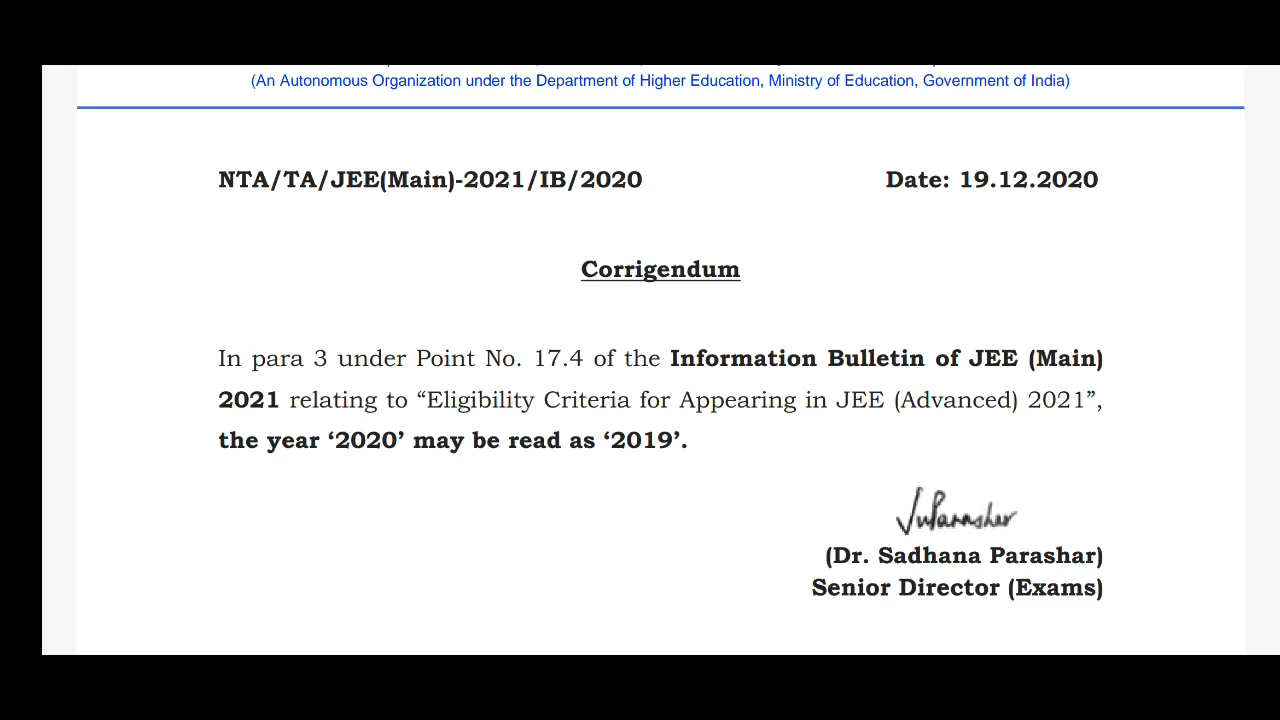 (An Autonomous Organization under the Department of Higher Education, Ministry of Education, Government of India)
NTA/TA/JEE(Main)-2021/IB/2020 Date: 19.12.2020
Corrigendum
In para 3 under Point No. 17.4 of the Information Bulletin of JEE (Main)
2021 relating to “Eligibility Criteria for Appearing in JEE (Advanced) 2021”,
the year ‘2020’ may be read as ‘2019’.
(Dr. Sadhana Parashar)
Senior Director (Exams)